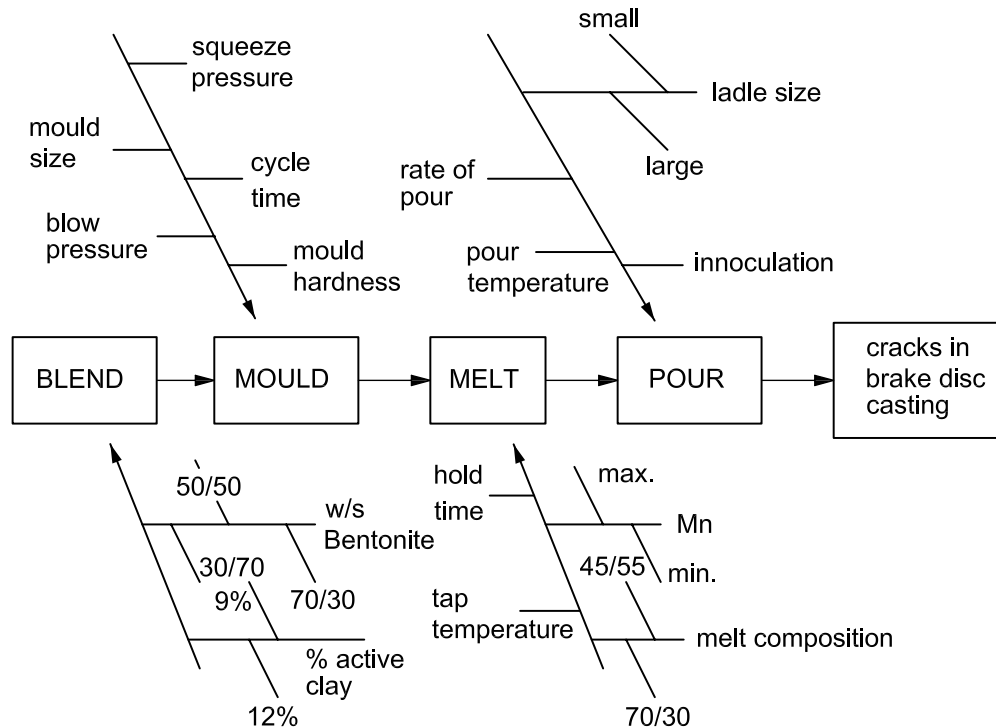 small
squeeze
pressure
ladle size
mould
size
large
cycle
time
rate of
pour
blow
pressure
mould
hardness
pour
temperature
innoculation
BLEND
MOULD
MELT
POUR
cracks in
brake disc
casting
hold
time
max.
50/50
w/s
Bentonite
Mn
30/70
45/55
min.
9%
70/30
tap
temperature
% active
clay
melt composition
12%
70/30